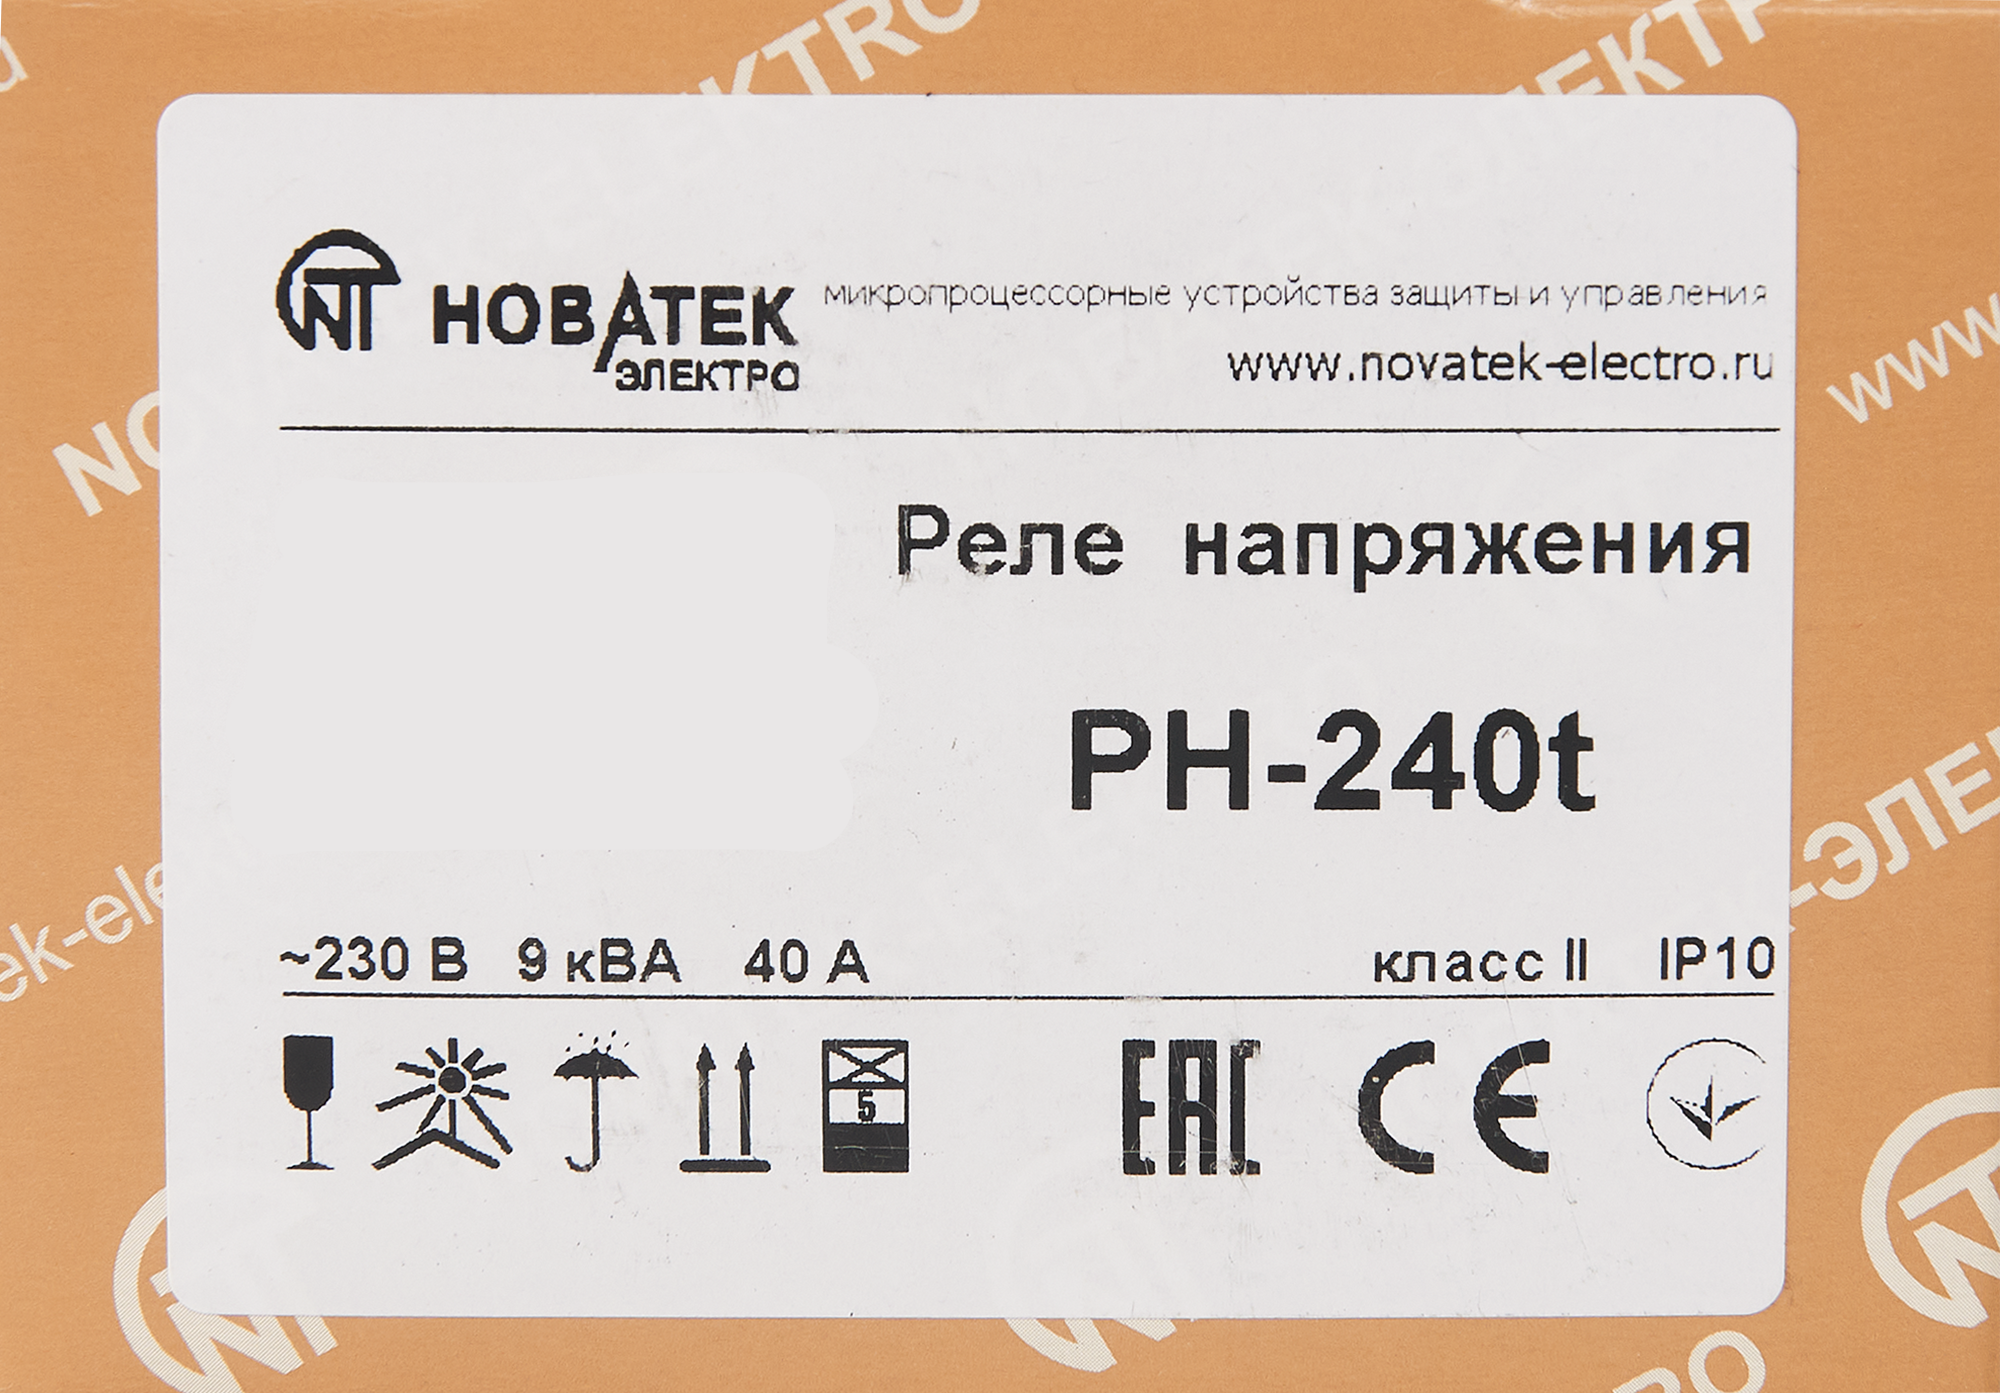 НОВАТЕК
ЭЛЕКТРО
микропроцессорные устройства защиты и управления
www.novatek-electro.ru
Реле напряжения
РН-240t
~230 В 9 кВА 40 А класс II IP10
5
EAC CE